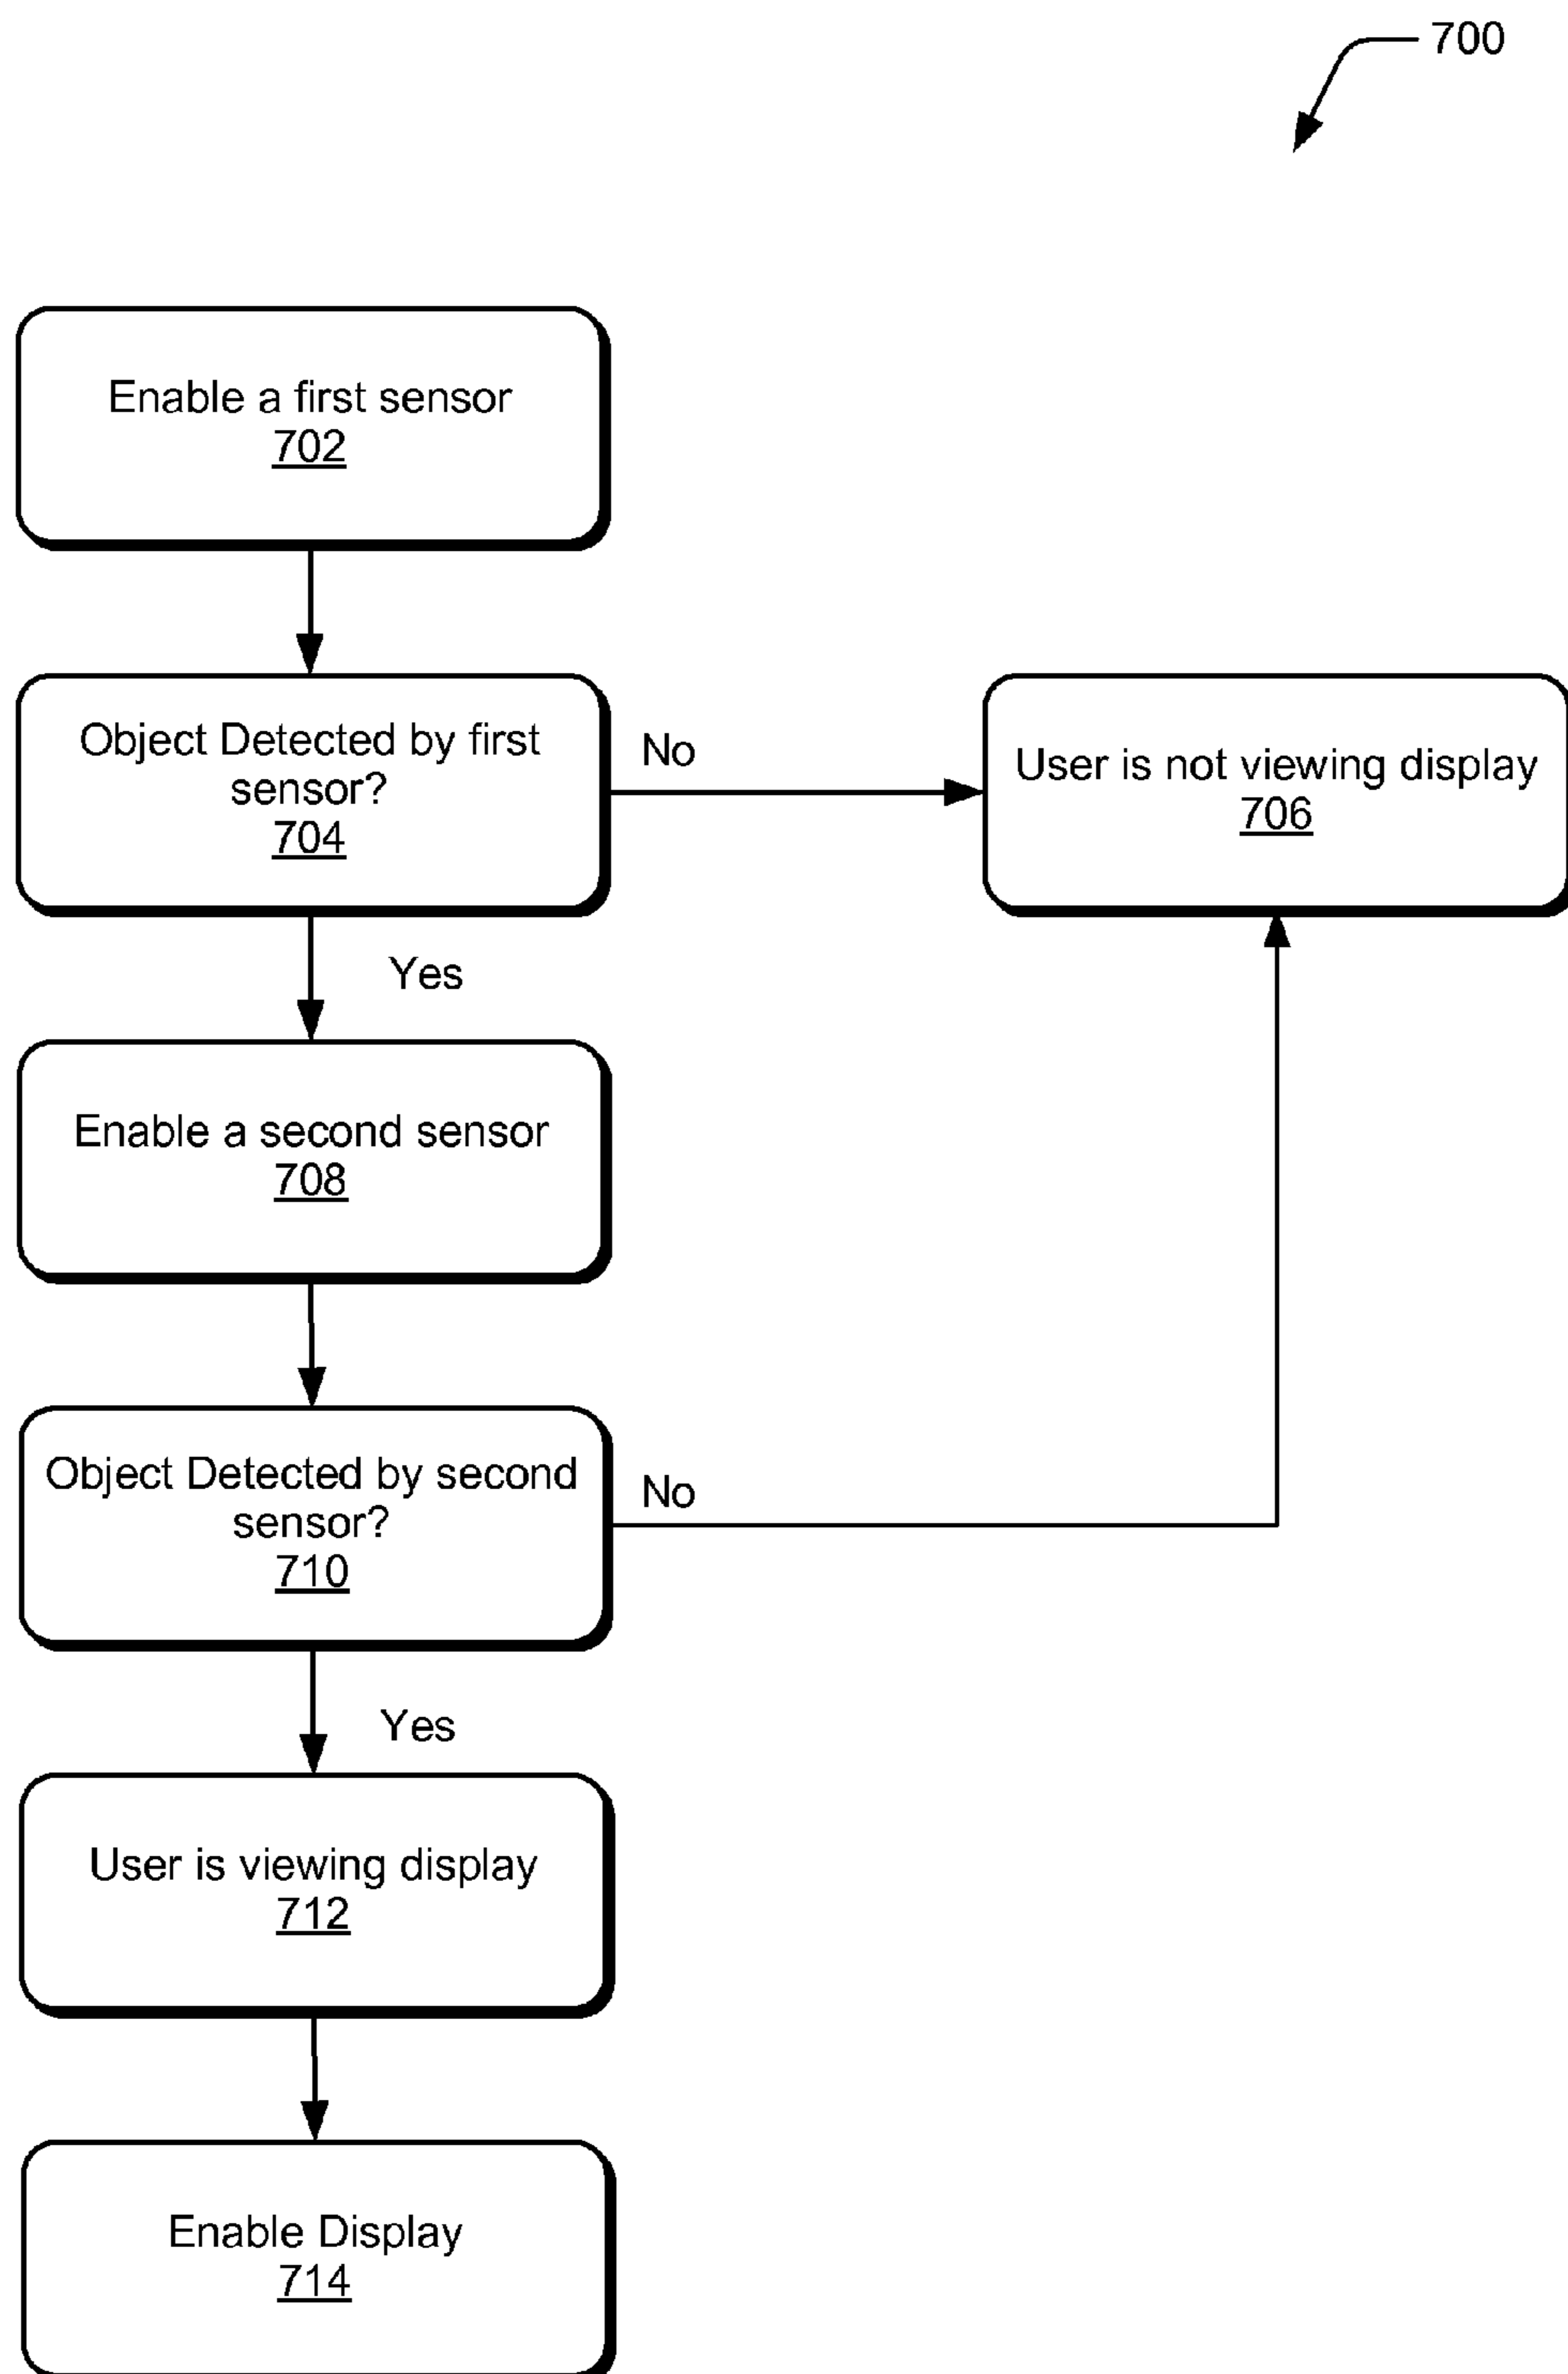 700
Enable a first sensor
702
Object Detected by first
sensor?
704
No
User is not viewing display
706
Yes
Enable a second sensor
708
Object Detected by second
sensor?
710
No
Yes
User is viewing display
712
Enable Display
714